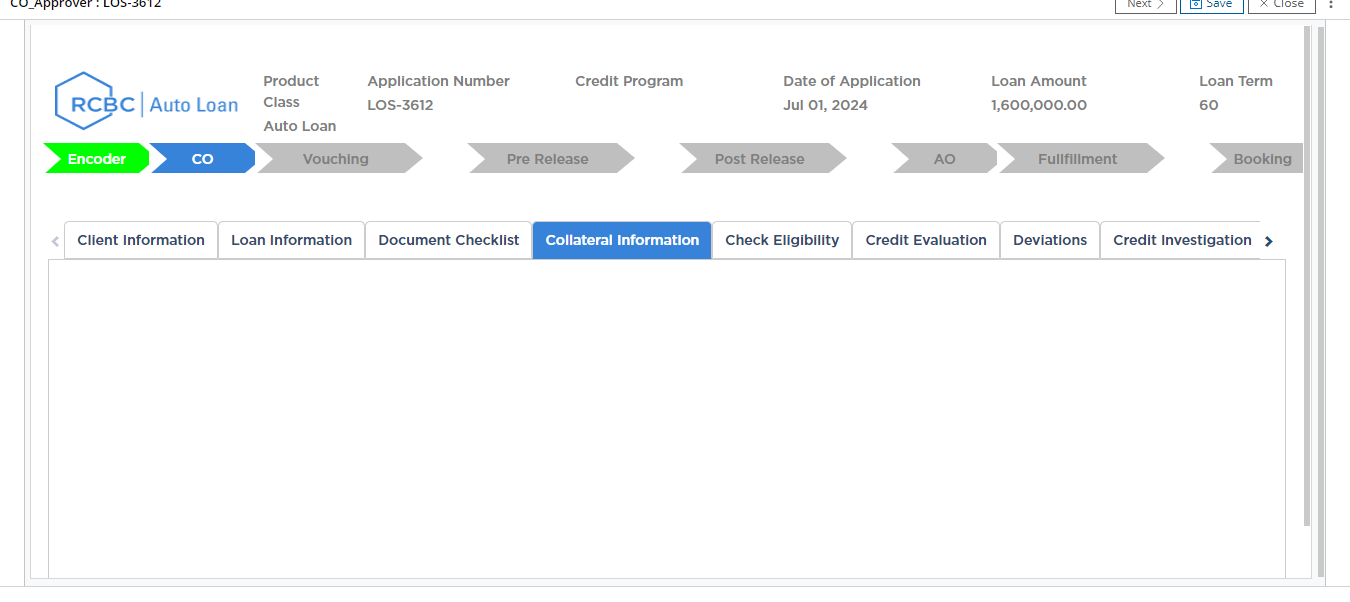 CO_Approver : LOS-3612
Next
Save
Close
RCBC | Auto Loan
Product Class
Auto Loan
Application Number
LOS-3612
Credit Program
Date of Application
Jul 01, 2024
Loan Amount
1,600,000.00
Loan Term
60
Encoder
CO
Vouching
Pre Release
Post Release
AO
Fullfillment
Booking
Client Information
Loan Information
Document Checklist
Collateral Information
Check Eligibility
Credit Evaluation
Deviations
Credit Investigation